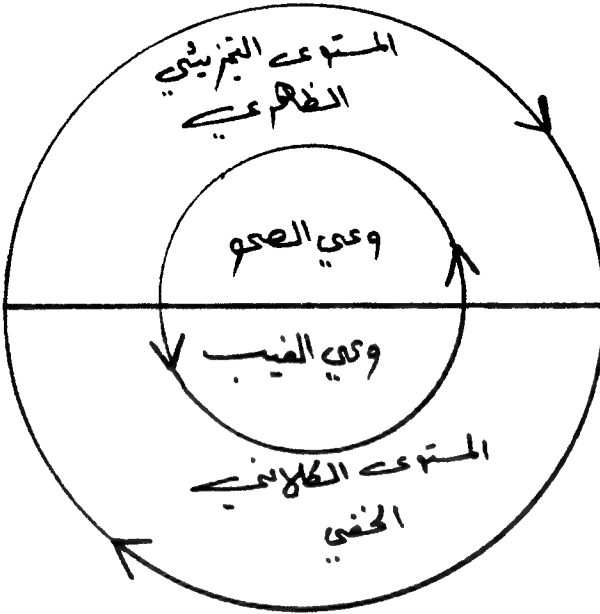 المستوى التجزيئي
الظاهري
وعي الصحو
وعي الغيب
المستوى الكلاني
الخفي